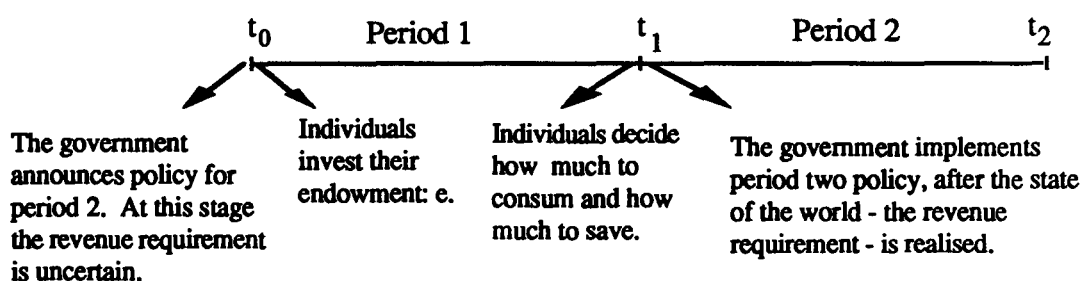 t0 Period 1 t1 Period 2 t2
The government
announces policy for
period 2. At this stage
the revenue requirement
is uncertain.
Individuals
invest their
endowment: e.
Individuals decide
how much to
consum and how
much to save.
The government implements
period two policy, after the state
of the world - the revenue
requirement - is realised.